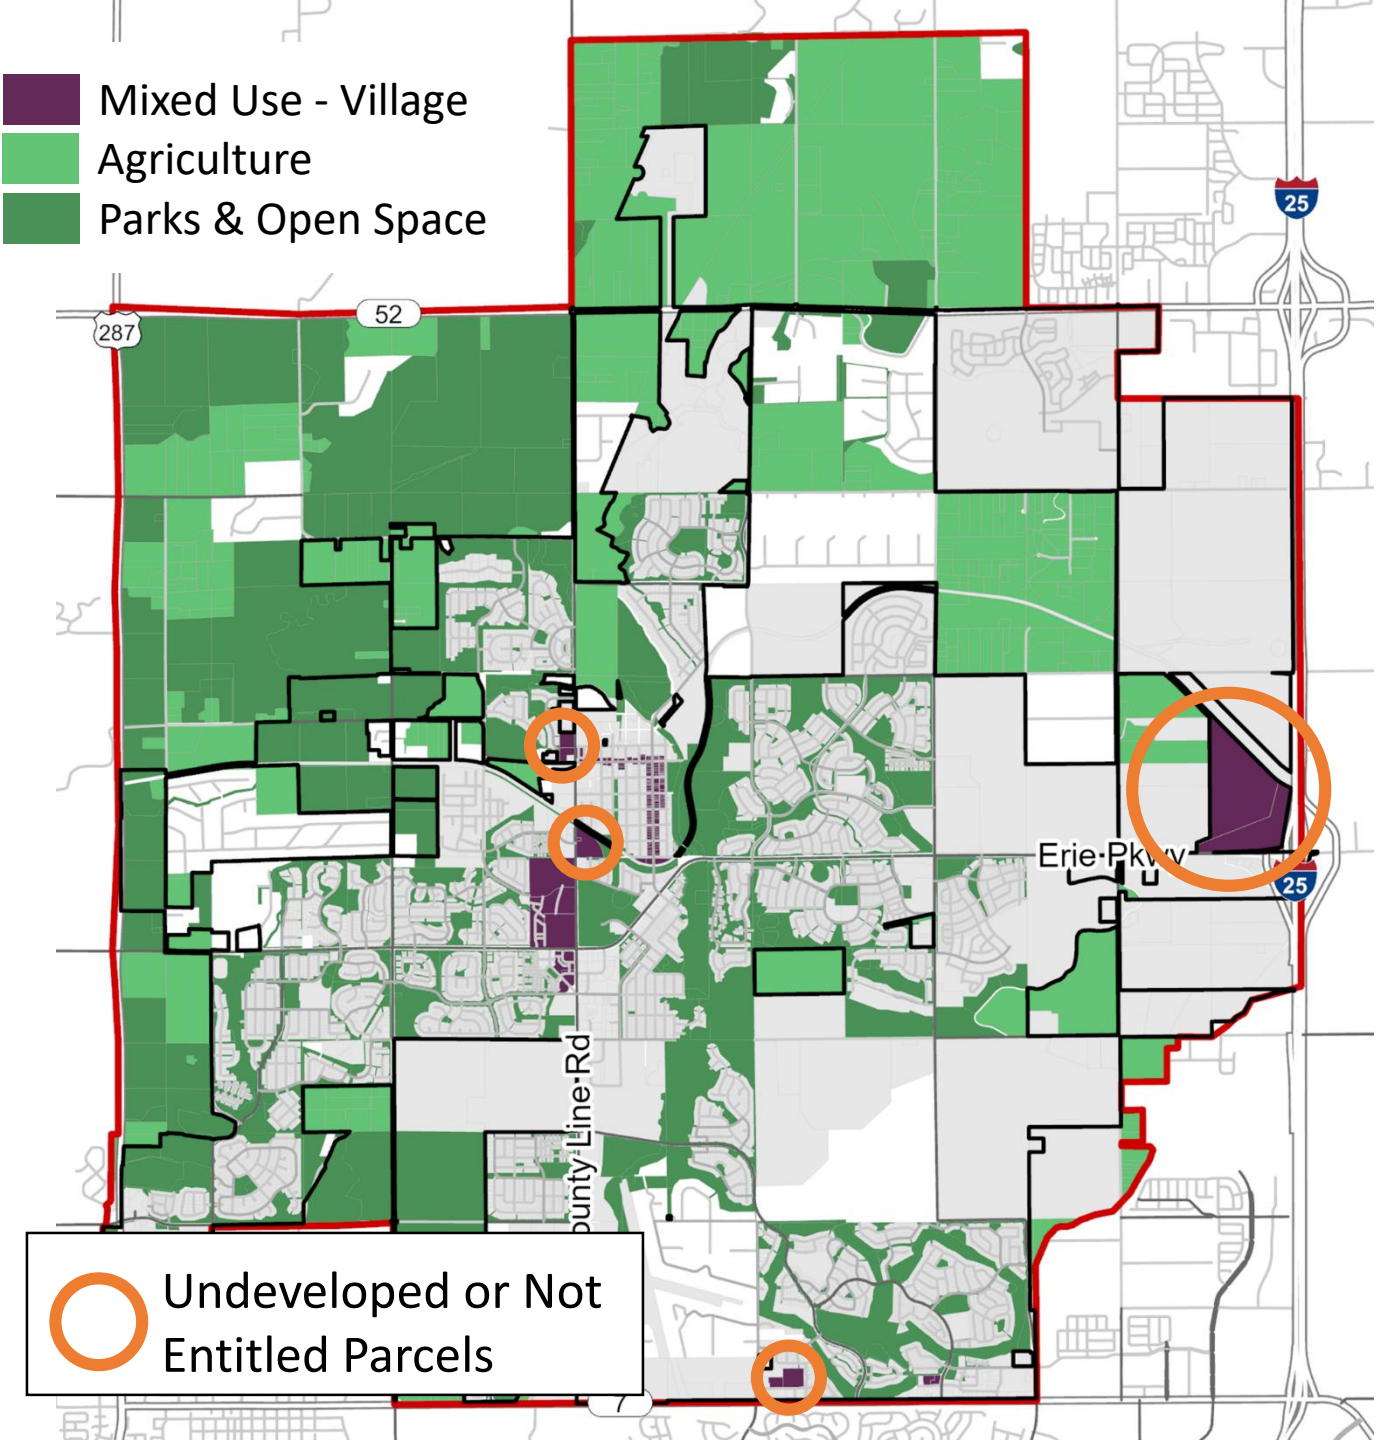 Mixed Use - Village
Agriculture
Parks & Open Space
25
52
287
Erie Pkwy
25
ounty Line Rd
Undeveloped or Not
Entitled Parcels
7